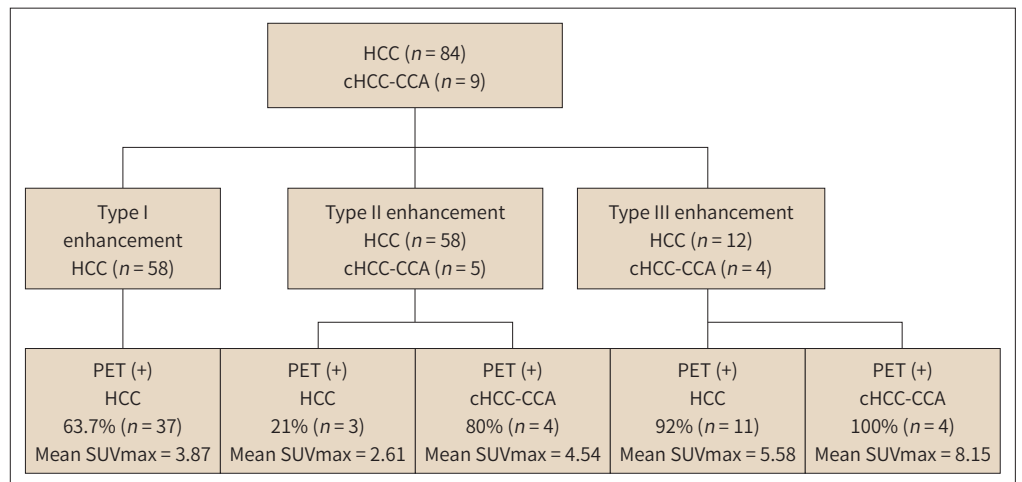 HCC (n = 84)
cHCC-CCA (n = 9)
Type I
enhancement
HCC (n = 58)
Type II enhancement
HCC (n = 58)
cHCC-CCA (n = 5)
Type III enhancement
HCC (n = 12)
cHCC-CCA (n = 4)
PET (+)
HCC
63.7% (n = 37)
Mean SUVmax = 3.87
PET (+)
HCC
21% (n = 3)
Mean SUVmax = 2.61
PET (+)
cHCC-CCA
80% (n = 4)
Mean SUVmax = 4.54
PET (+)
HCC
92% (n = 11)
Mean SUVmax = 5.58
PET (+)
cHCC-CCA
100% (n = 4)
Mean SUVmax = 8.15